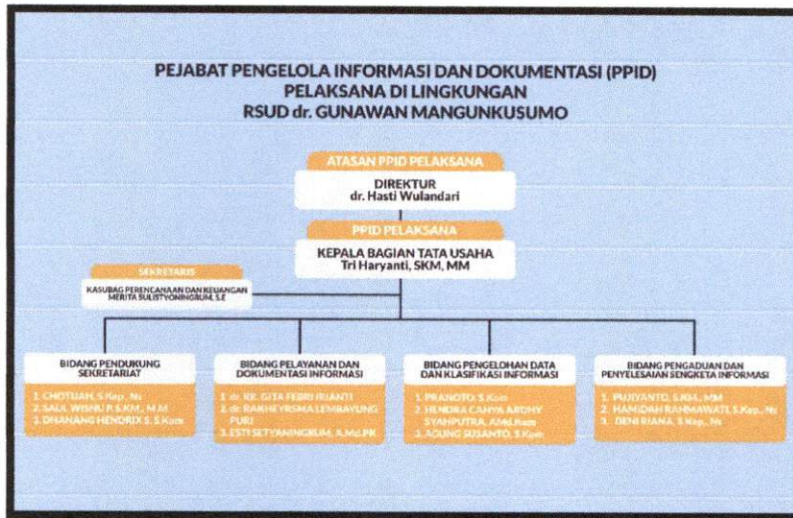 PEJABAT PENGELOLA INFORMASI DAN DOKUMENTASI (PPID)
PELAKSANA DI LINGKUNGAN
RSUD dr. GUNAWAN MANGUNKUSUMO
ATASAN PPID PELAKSANA
DIREKTUR
dr. Hasti Wulandari
PPID PELAKSANA
KEPALA BAGIAN TATA USAHA
Tri Haryanti, SKM, MM
SEKRETARIS
KASUBAG PERENCANAAN DAN KEUANGAN
MERITA SULISTYONINGRUM, S.E
BIDANG PENDUKUNG
SEKRETARIAT
1. CHOTIJAH, S.Kep., Ns
2. SAUL WISNU P. S.KM., M.M
3. DHANANG HENDRIX S. S.Kom
BIDANG PELAYANAN DAN
DOKUMENTASI INFORMASI
1. dr. RR. GITA FEBRI IRIANTI
2. dr. RAKHEYRSMA LEMBAYUNG
PURI
3. ESTI SETYANINGRUM, A.Md.PK
BIDANG PENGELOHAN DATA
DAN KLASIFIKASI INFORMASI
1. PRANOTO, S.Kom
2. HENDRA CAHYA ARDHY
SYAHPUTRA, AMd.Kom
3. AGUNG SUSANTO, S.Kom
BIDANG PENGADUAN DAN
PENYELESAIAN SENGKETA INFORMASI
1. PUJIYANTO, S.KM., MM
2. HAMIDAH RAHMAWATI, S.Kep., Ns
3. DENI RIANA, S.Kep., Ns